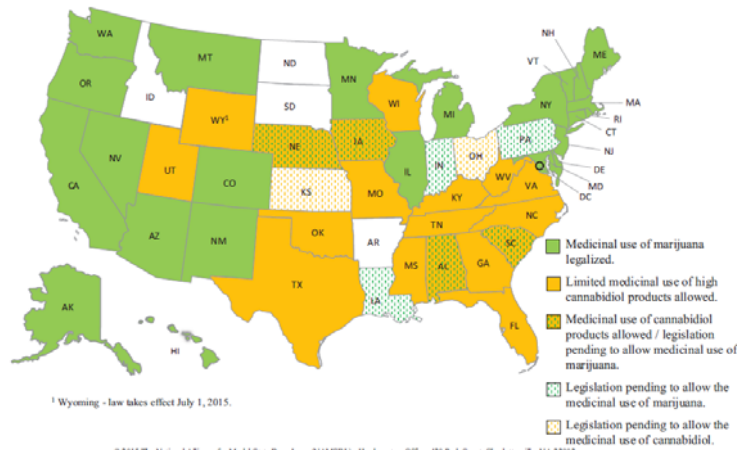 NH
WA
VT
ME
MT
ND
MN
OR
MA
ID
WI
NY
SD
MI
RI
WY¹
CT
PA
IA
NE
NJ
NV
OH
IN
IL
DE
UT
MD
CO
WV
DC
VA
CA
KS
MO
KY
NC
TN
OK
AZ
NM
AR
SC
MS
AL
GA
TX
LA
AK
FL
HI
Medicinal use of marijuana
legalized.
Limited medicinal use of high
cannabidiol products allowed.
Medicinal use of cannabidiol
products allowed / legislation
pending to allow medicinal use of
marijuana.
Legislation pending to allow the
medicinal use of marijuana.
Legislation pending to allow the
medicinal use of cannabidiol.
¹ Wyoming - law takes effect July 1, 2015.